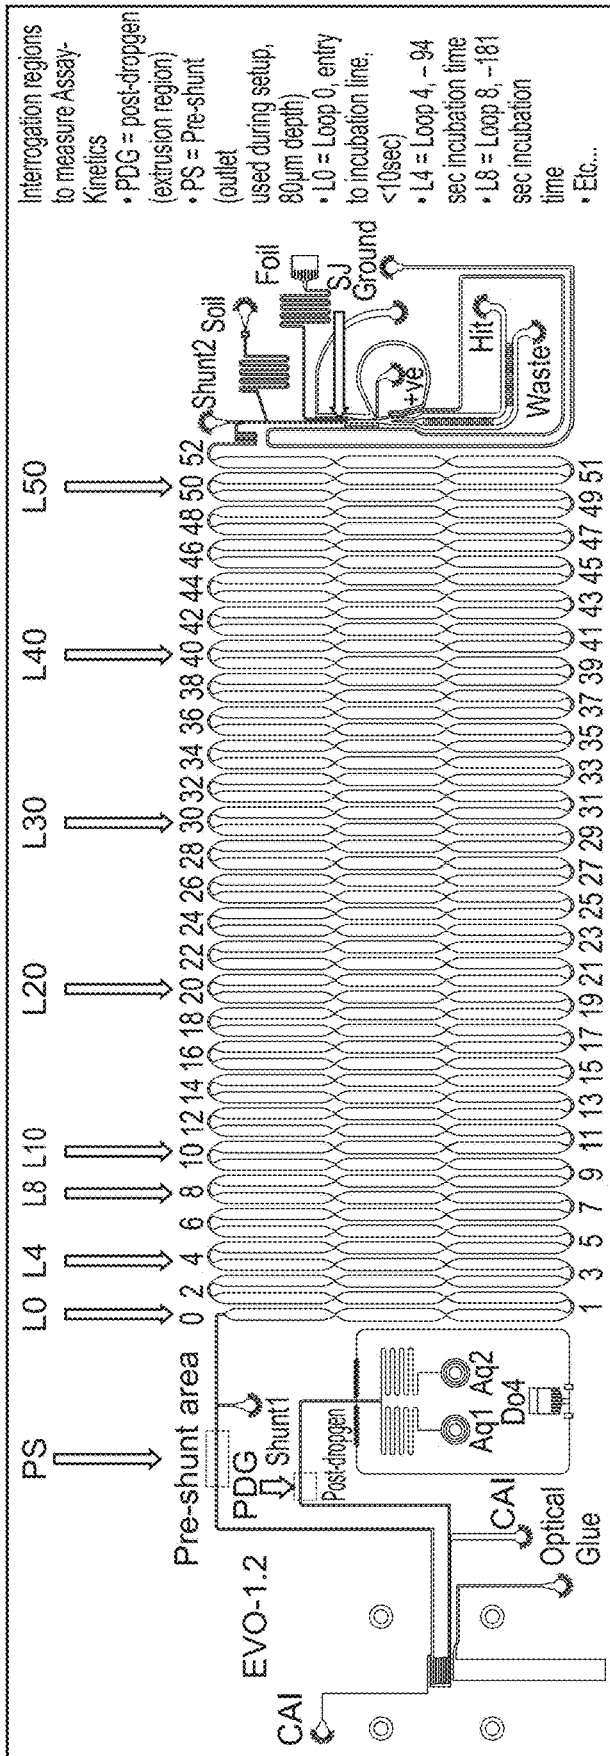 PS
L0
L4
L8
L10
L20
L30
L40
L50
Interrogation regions
to measure Assay-
Kinetics
• PDG = post-dropgen
(extrusion region)
• PS = Pre-shunt
(outlet
used during setup,
80µm depth)
• L0 = Loop 0, entry
to incubation line,
<10sec)
• L4 = Loop 4, ~94
sec incubation time
• L8 = Loop 8, ~181
sec incubation
time
• Etc...
Pre-shunt area
0 2 4 6 8 10 12 14 16 18 20 22 24 26 28 30 32 34 36 38 40 42 44 46 48 50 52
Shunt2
Soil
EVO-1.2
PDG
Shunt1
Foil
SJ
Ground
Post-dropgen
CAI
+ve
Aq1
Aq2
Do4
Hit
Waste
CAI
Optical
Glue
1 3 5 7 9 11 13 15 17 19 21 23 25 27 29 31 33 35 37 39 41 43 45 47 49 51